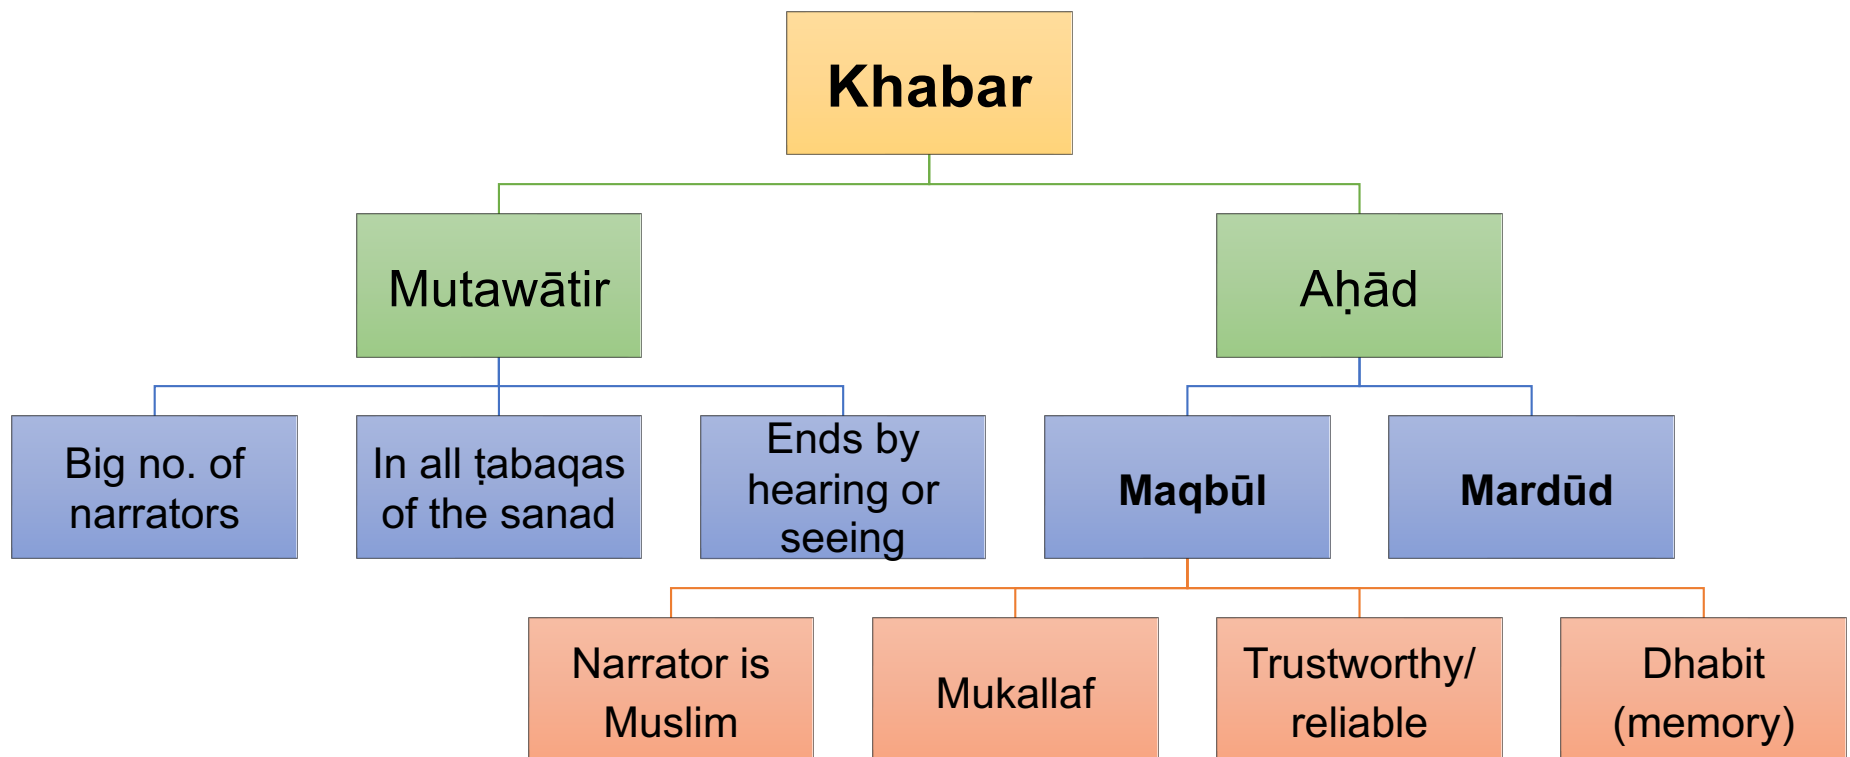 Khabar
Mutawātir
Aḥād
Big no. of
narrators
In all ṭabaqas
of the sanad
Ends by
hearing or
seeing
Maqbūl
Mardūd
Narrator is
Muslim
Mukallaf
Trustworthy/
reliable
Dhabit
(memory)